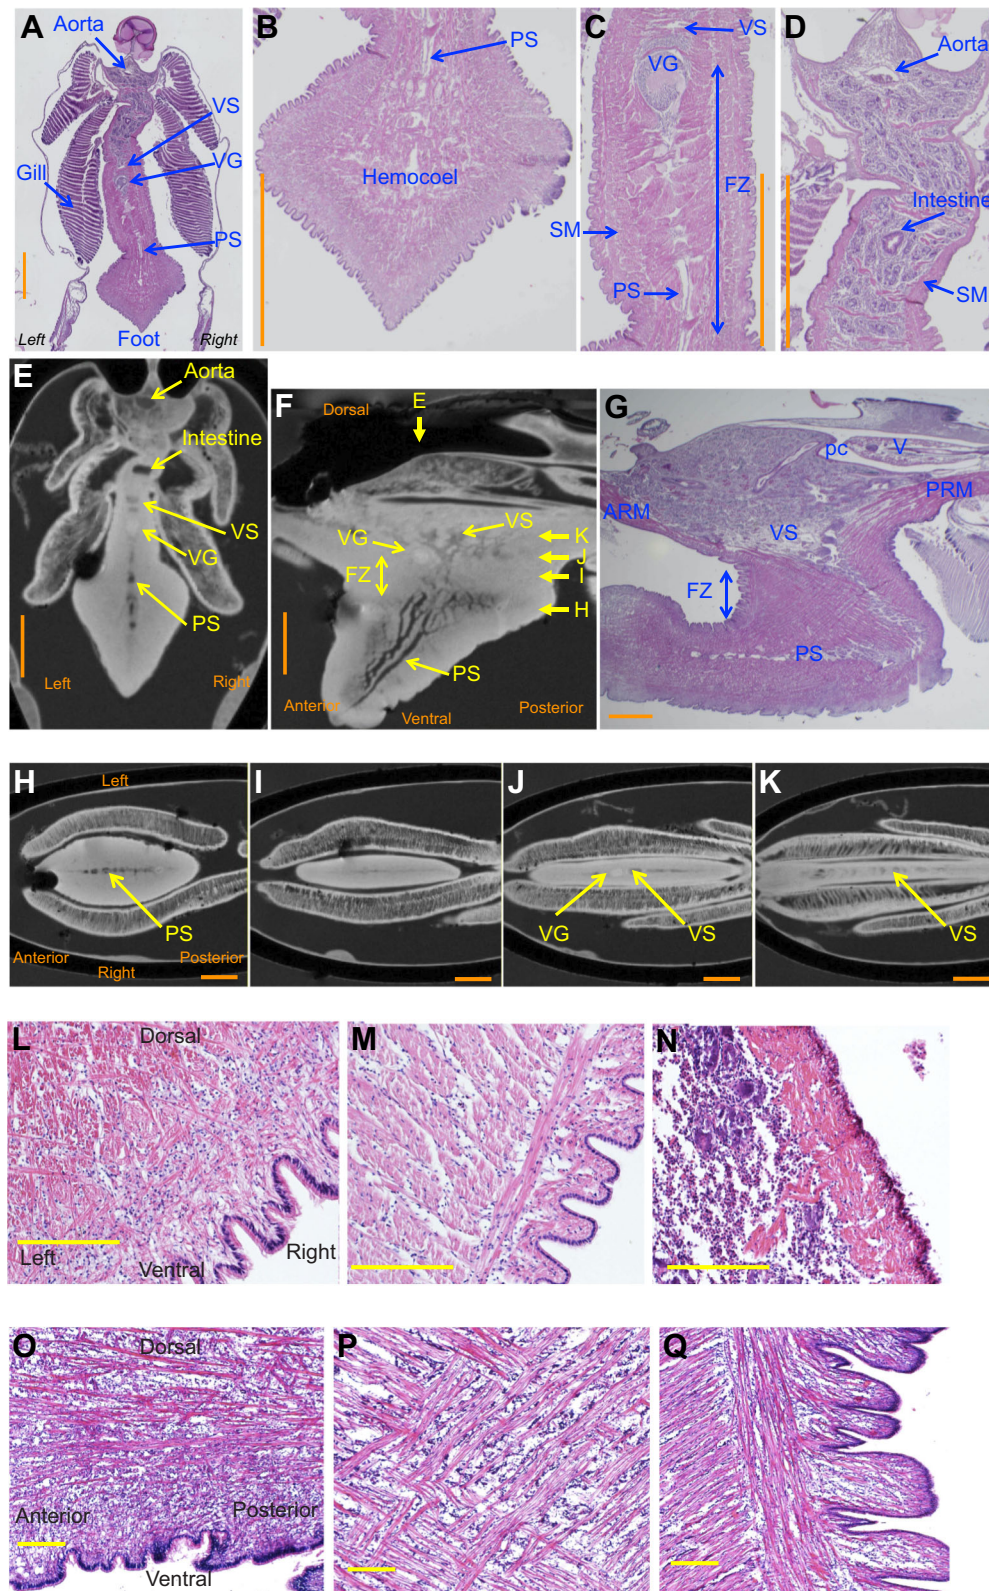 A
Aorta
VS
VG
Gill
PS
Left
Foot
Right
B
PS
Hemocoel
C
VS
VG
FZ
SM
PS
D
Aorta
Intestine
SM
E
Aorta
Intestine
VS
VG
PS
Left
Right
F
Dorsal
E
VS
VG
K
J
FZ
I
H
PS
Anterior
Ventral
Posterior
G
pc
V
PRM
ARM
VS
FZ
PS
H
Left
PS
Anterior
Right
Posterior
I
J
VG
VS
K
VS
L
Dorsal
Left
Right
Ventral
M
N
O
Dorsal
Anterior
Posterior
Ventral
P
Q